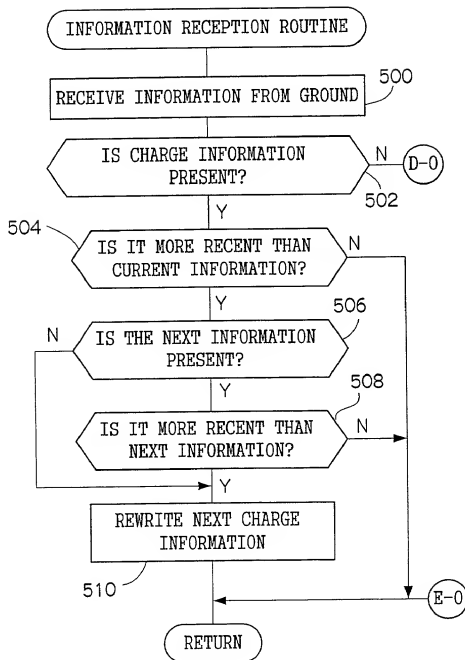 INFORMATION RECEPTION ROUTINE
RECEIVE INFORMATION FROM GROUND
500
IS CHARGE INFORMATION
PRESENT?
N
D-0
502
Y
504
IS IT MORE RECENT THAN
CURRENT INFORMATION?
N
Y
506
N
IS THE NEXT INFORMATION
PRESENT?
Y
508
IS IT MORE RECENT THAN
NEXT INFORMATION?
N
Y
REWRITE NEXT CHARGE
INFORMATION
510
E-0
RETURN